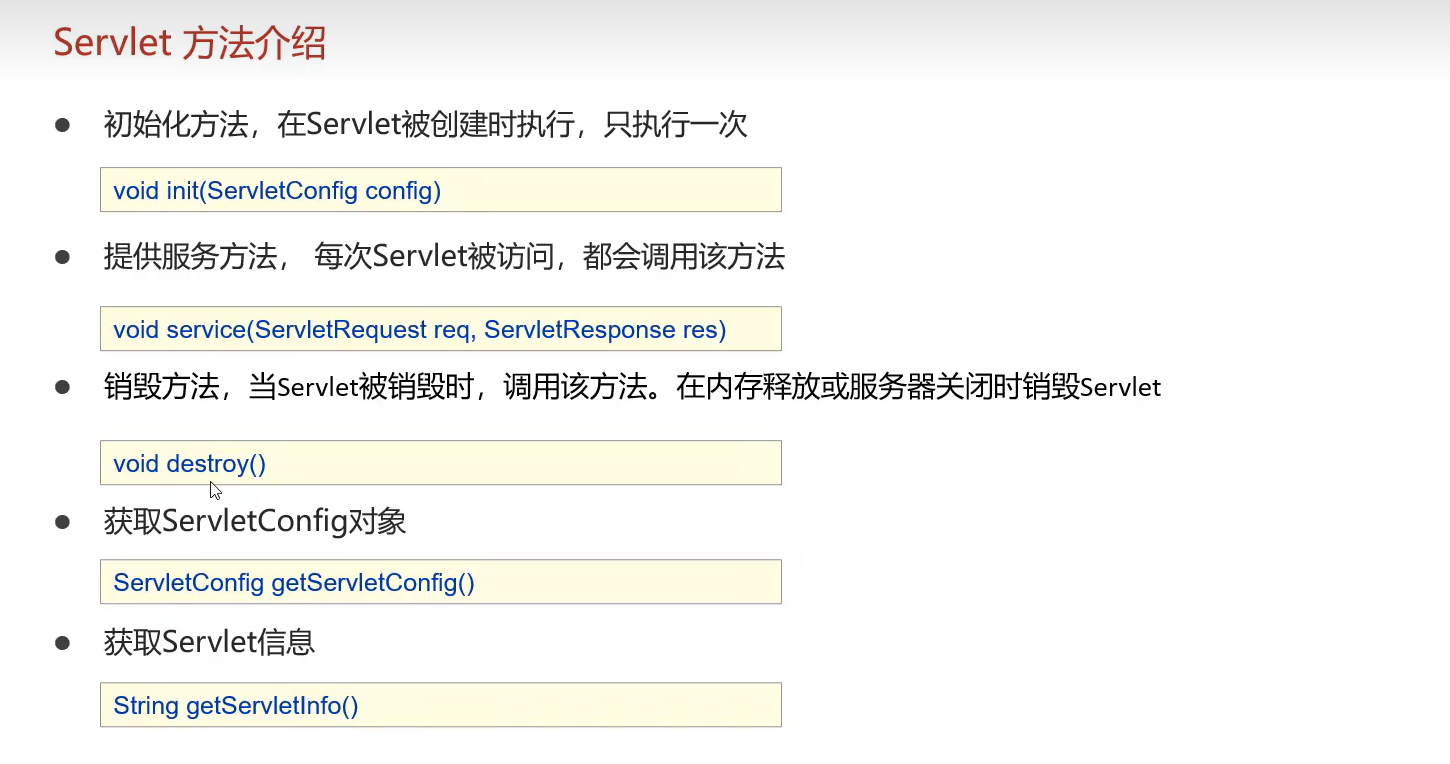 Servlet 方法介绍
初始化方法，在Servlet被创建时执行，只执行一次
void init(ServletConfig config)
提供服务方法， 每次Servlet被访问，都会调用该方法
void service(ServletRequest req, ServletResponse res)
销毁方法，当Servlet被销毁时，调用该方法。在内存释放或服务器关闭时销毁Servlet
void destroy()
获取ServletConfig对象
ServletConfig getServletConfig()
获取Servlet信息
String getServletInfo()